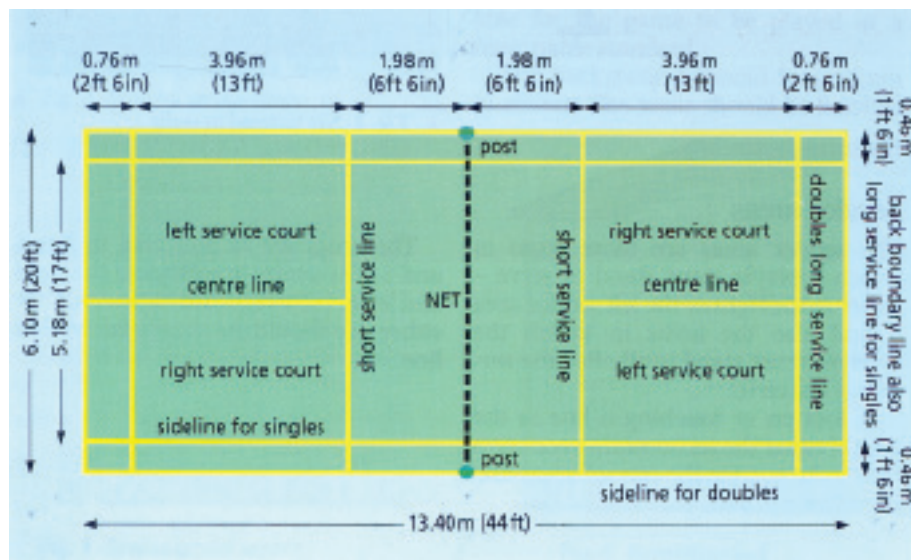 0.76m
(2ft 6in)
3.96m
(13ft)
1.98m
(6ft 6in)
1.98m
(6ft 6in)
3.96m
(13ft)
0.76m
(2ft 6in)
0.46 m
(1ft 6in)
post
6.10m (20ft)
5.18m (17ft)
left service court
centre line
right service court
sideline for singles
short service line
NET
short service line
right service court
centre line
left service court
doubles long
service line
back boundary line also
long service line for singles
post
0.46 m
(1ft 6in)
sideline for doubles
13.40m (44ft)